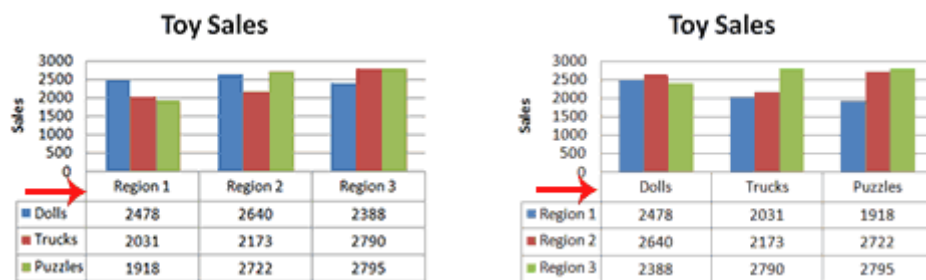 Toy Sales
Sales
3000
2500
2000
1500
1000
500
0
Region 1 Region 2 Region 3
Dolls 2478 2640 2388
Trucks 2031 2173 2790
Puzzles 1918 2722 2795
Toy Sales
Sales
3000
2500
2000
1500
1000
500
0
Dolls Trucks Puzzles
Region 1 2478 2031 1918
Region 2 2640 2173 2722
Region 3 2388 2790 2795